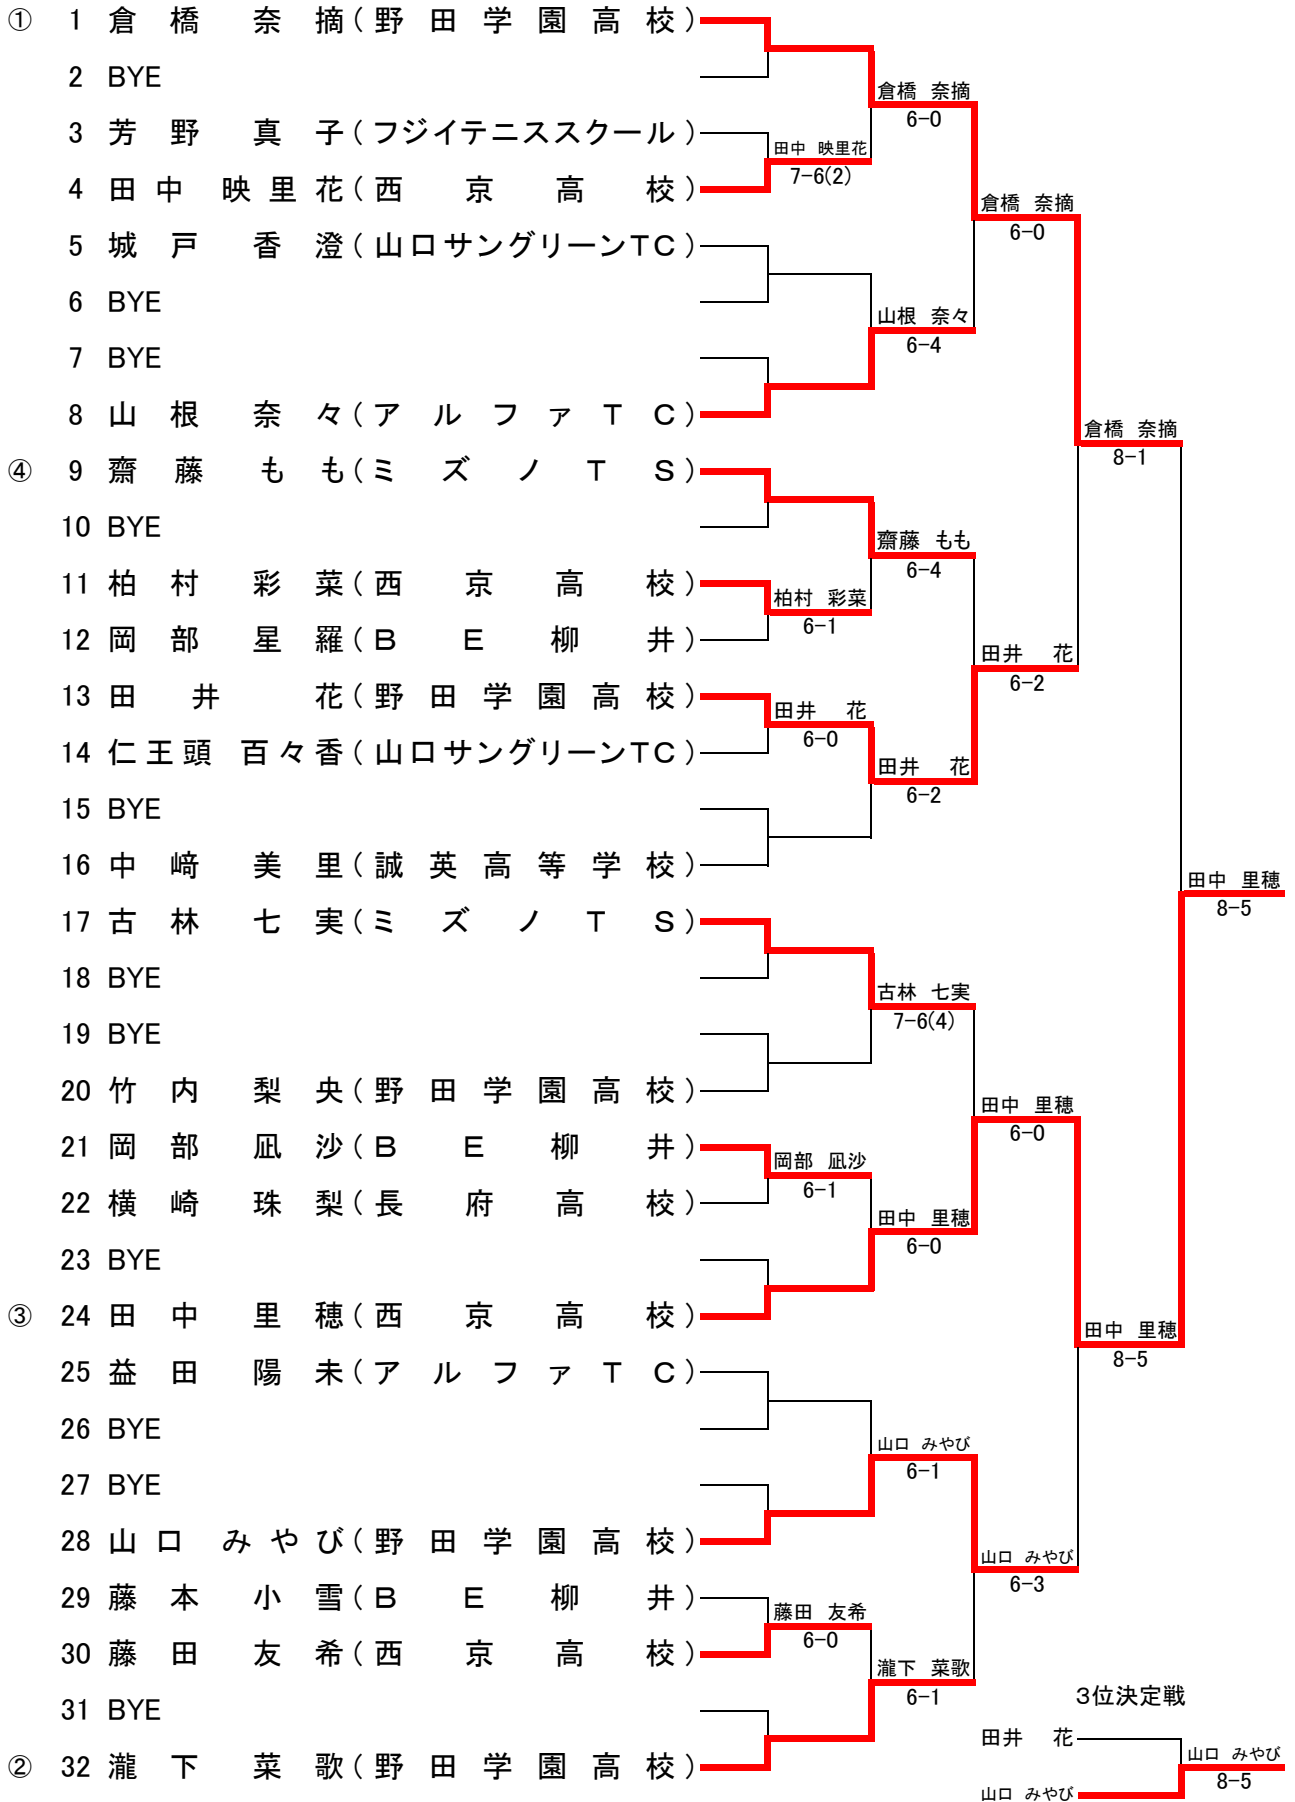 ① 1 倉橋 奈摘(野田学園高校)
2 BYE
3 芳野 真子(フジイテニススクール)
4 田中 映里花(西京高校)
5 城戸 香澄(山口サングリーンTC)
6 BYE
7 BYE
8 山根 奈々(アルファTC)
④ 9 齋藤 もも(ミズノTS)
10 BYE
11 柏村 彩菜(西京高校)
12 岡部 星羅(BE柳井)
13 田井 花(野田学園高校)
14 仁王頭 百々香(山口サングリーンTC)
15 BYE
16 中﨑 美里(誠英高等学校)
17 古林 七実(ミズノTS)
18 BYE
19 BYE
20 竹内 梨央(野田学園高校)
21 岡部 凪沙(BE柳井)
22 横崎 珠梨(長府高校)
23 BYE
③ 24 田中 里穂(西京高校)
25 益田 陽未(アルファTC)
26 BYE
27 BYE
28 山口 みやび(野田学園高校)
29 藤本 小雪(BE柳井)
30 藤田 友希(西京高校)
31 BYE
② 32 瀧下 菜歌(野田学園高校)
田中 映里花
7-6(2)
柏村 彩菜
6-1
田井 花
6-0
岡部 凪沙
6-1
藤田 友希
6-0
倉橋 奈摘
6-0
山根 奈々
6-4
齋藤 もも
6-4
田井 花
6-2
古林 七実
7-6(4)
田中 里穂
6-0
山口 みやび
6-1
瀧下 菜歌
6-1
倉橋 奈摘
6-0
田井 花
6-2
田中 里穂
6-0
山口 みやび
6-3
倉橋 奈摘
8-1
田中 里穂
8-5
田中 里穂
8-5
3位決定戦
田井 花
山口 みやび
山口 みやび
8-5